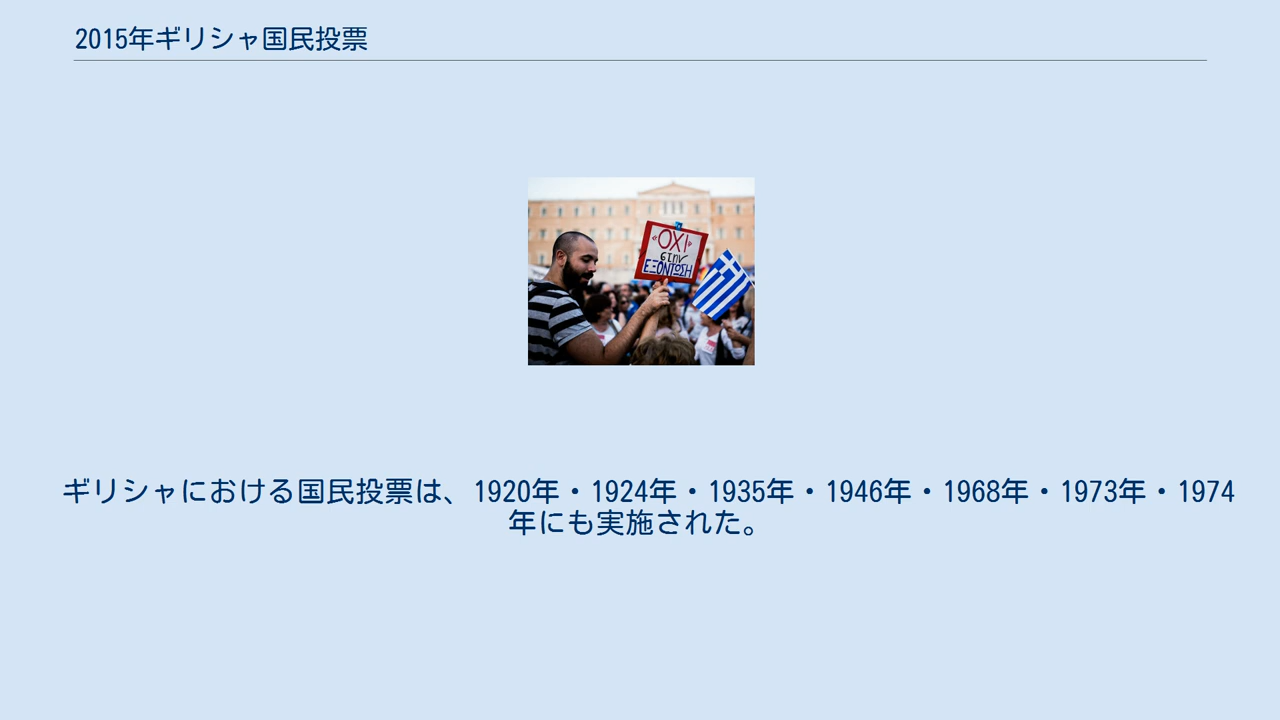 2015年ギリシャ国民投票
«ΟΧΙ»
στην
ΕΞΟΝΤΩΣΗ
ギリシャにおける国民投票は、1920年・1924年・1935年・1946年・1968年・1973年・1974
年にも実施された。